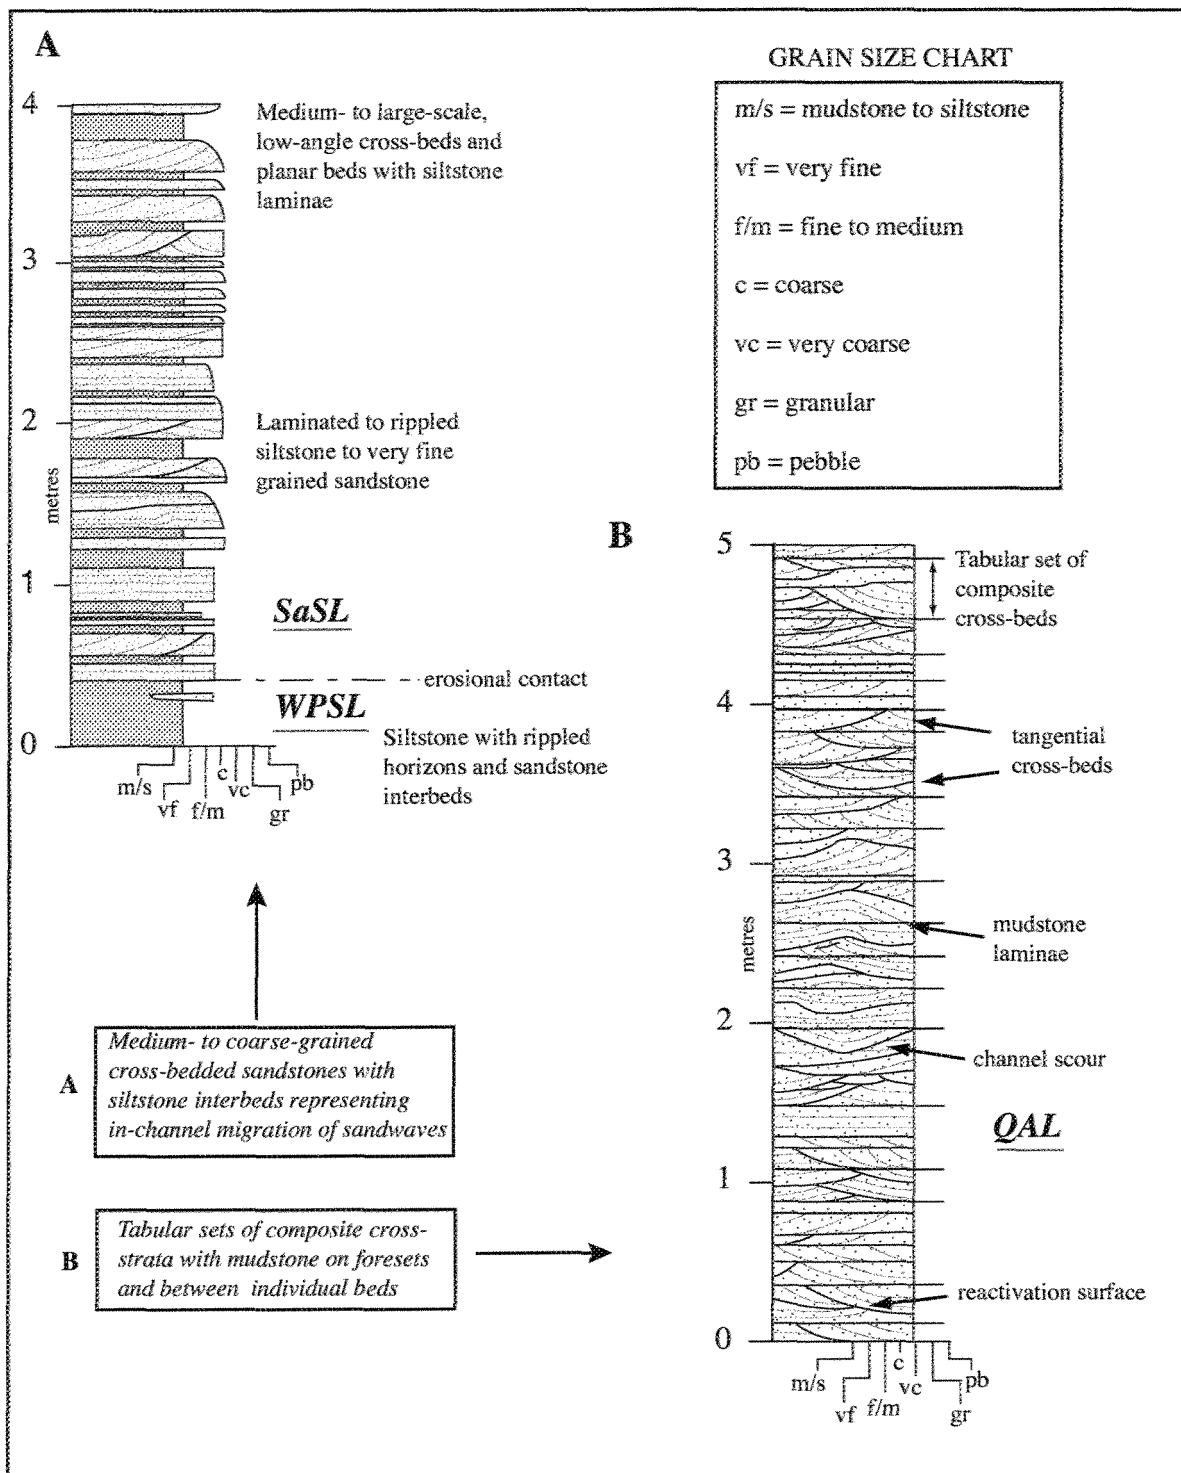 A
4
3
2
1
0
metres
Medium- to large-scale,
low-angle cross-beds and
planar beds with siltstone
laminae
Laminated to rippled
siltstone to very fine
grained sandstone
SaSL
erosional contact
WPSL
Siltstone with rippled
horizons and sandstone
interbeds
m/s
vf
f/m
c
vc
gr
pb
GRAIN SIZE CHART
m/s = mudstone to siltstone
vf = very fine
f/m = fine to medium
c = coarse
vc = very coarse
gr = granular
pb = pebble
A
Medium- to coarse-grained
cross-bedded sandstones with
siltstone interbeds representing
in-channel migration of sandwaves
B
Tabular sets of composite cross-
strata with mudstone on foresets
and between individual beds
B
5
4
3
2
1
0
metres
Tabular set of
composite
cross-beds
tangential
cross-beds
mudstone
laminae
channel scour
QAL
reactivation surface
m/s
vf
f/m
c
vc
gr
pb